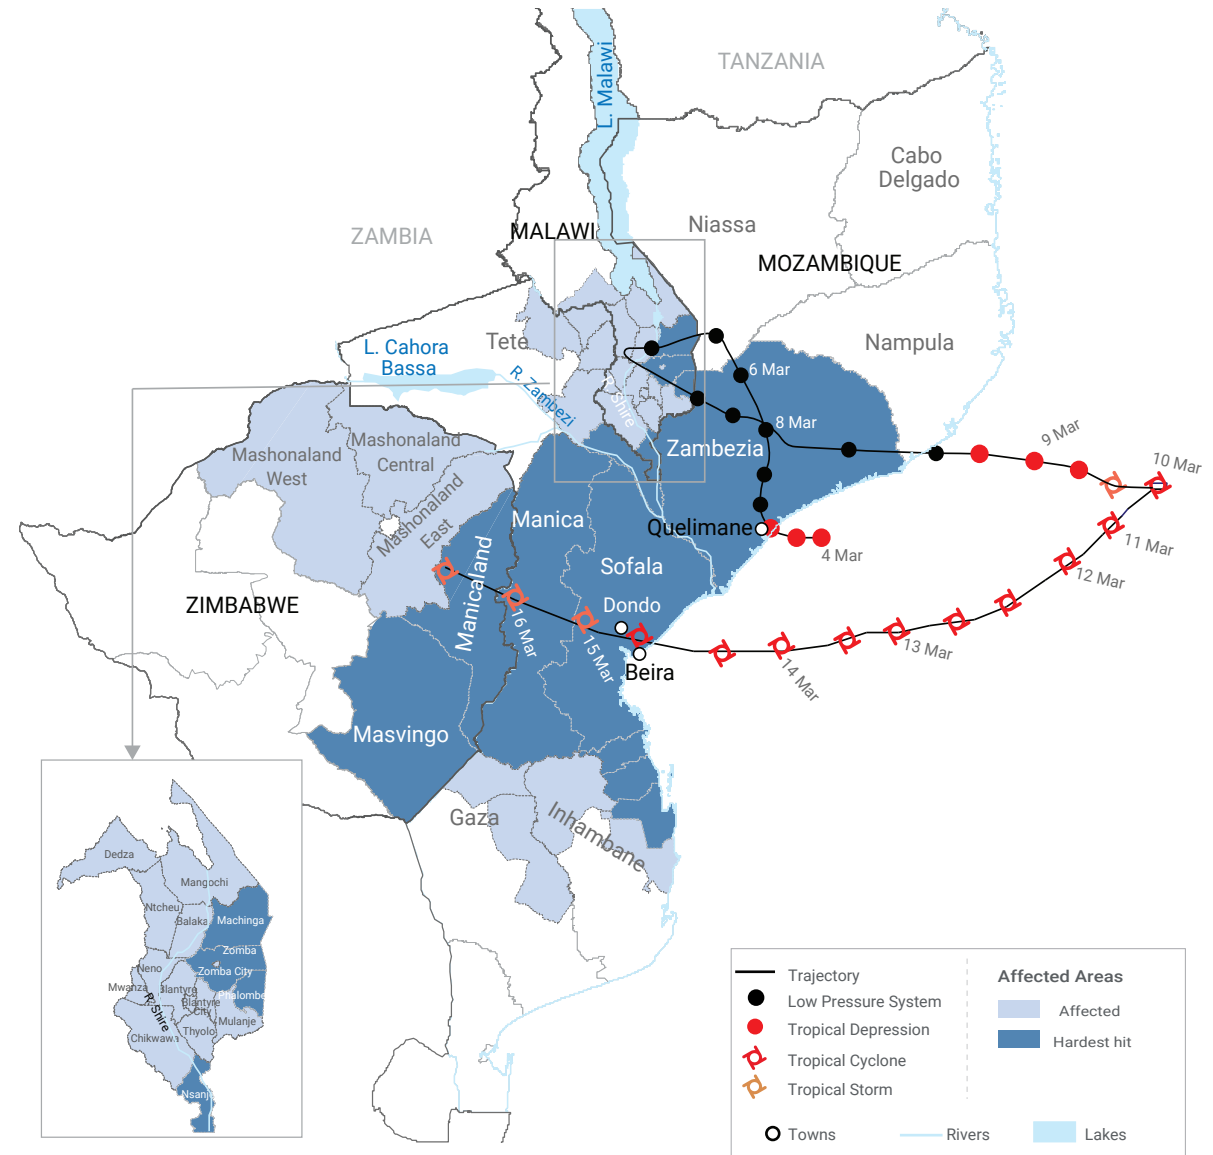 TANZANIA
L. Malawi
Cabo
Delgado
Niassa
ZAMBIA
MALAWI
MOZAMBIQUE
Nampula
Tete
L. Cahora
Bassa
R. Zambezi
R. Shire
6 Mar
8 Mar
9 Mar
10 Mar
11 Mar
12 Mar
13 Mar
14 Mar
15 Mar
16 Mar
4 Mar
Zambezia
Mashonaland
West
Mashonaland
Central
Mashonaland
East
Manica
Quelimane
Manicaland
Sofala
Dondo
ZIMBABWE
Beira
Masvingo
Gaza
Inhambane
Dedza
Mangochi
Ntcheu
Balaka
Machinga
Zomba
Neno
Zomba City
Mwanza
Blantyre
Phalombe
Blantyre
City
R. Shire
Mulanje
Thyolo
Chikwawa
Nsanje
Trajectory
Low Pressure System
Tropical Depression
Tropical Cyclone
Tropical Storm
Affected Areas
Affected
Hardest hit
Towns
Rivers
Lakes